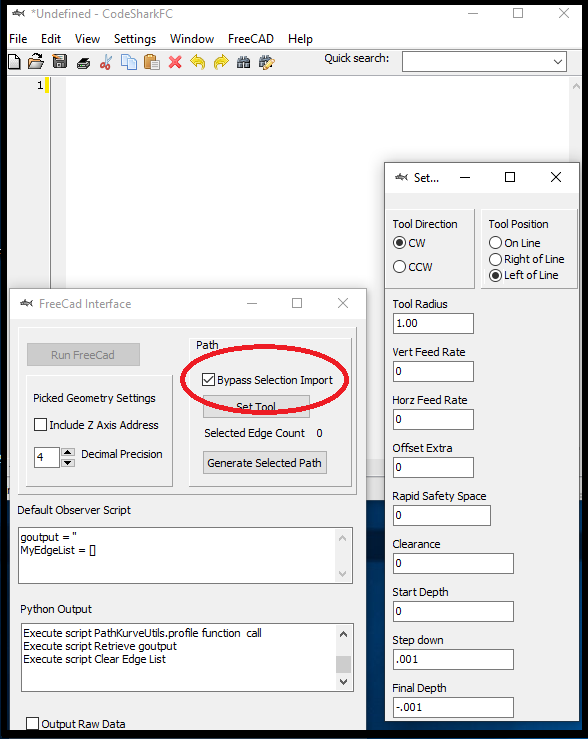 *Undefined - CodeSharkFC
File Edit View Settings Window FreeCAD Help
Quick search:
1
Set...
Tool Direction
CW
CCW
Tool Position
On Line
Right of Line
Left of Line
Tool Radius
1.00
Vert Feed Rate
0
Horz Feed Rate
0
Offset Extra
0
Rapid Safety Space
0
Clearance
0
Start Depth
0
Step down
.001
Final Depth
-.001
FreeCad Interface
Run FreeCad
Path
Bypass Selection Import
Set Tool
Selected Edge Count 0
Generate Selected Path
Picked Geometry Settings
Include Z Axis Address
4 Decimal Precision
Default Observer Script
goutput = "
MyEdgeList = []
Python Output
Execute script PathKurveUtils.profile function call
Execute script Retrieve goutput
Execute script Clear Edge List
Output Raw Data